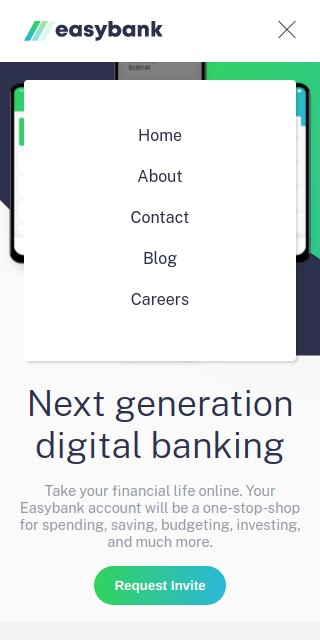 easybank
Home
About
Contact
Blog
Careers
Next generation
digital banking
Take your financial life online. Your
Easybank account will be a one-stop-shop
for spending, saving, budgeting, investing,
and much more.
Request Invite